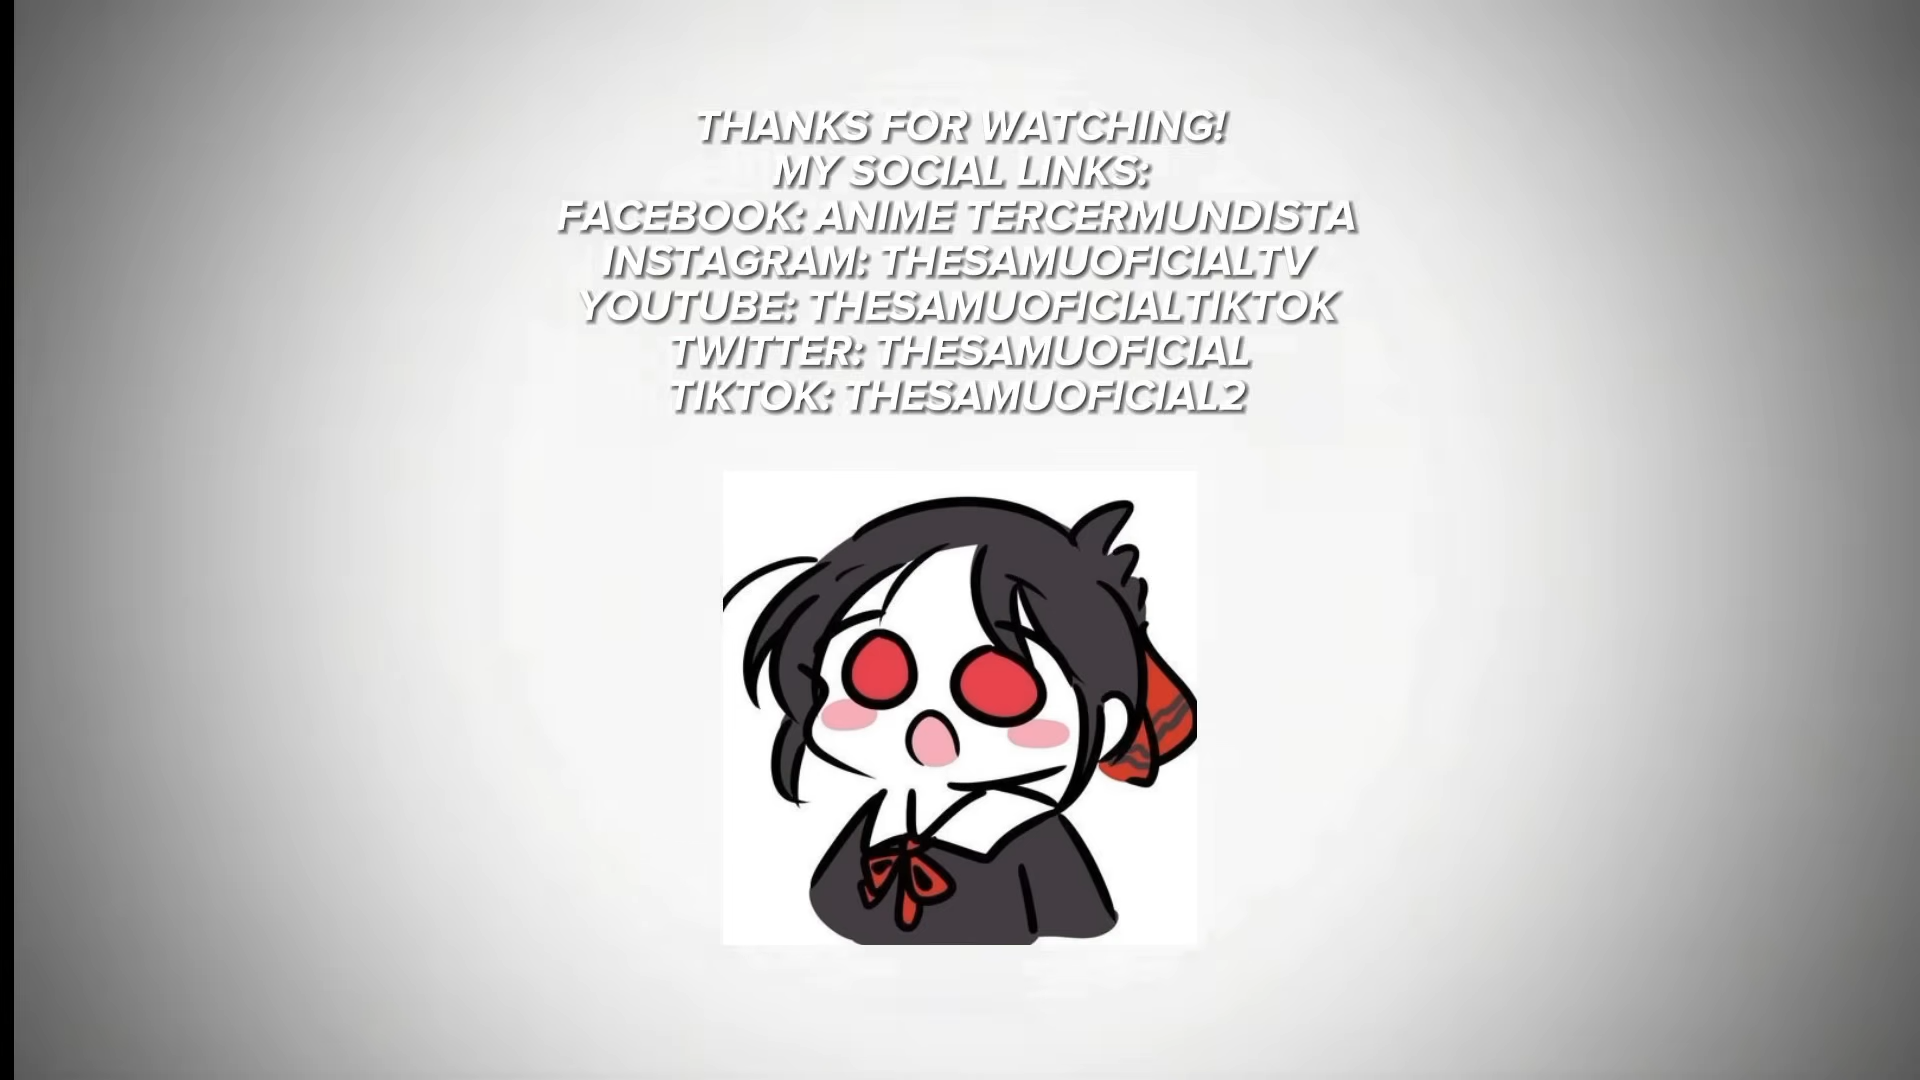 THANKS FOR WATCHING!
MY SOCIAL LINKS:
FACEBOOK: ANIME TERCERMUNDISTA
INSTAGRAM: THESAMUOFICIALTV
YOUTUBE: THESAMUOFICIALTIKTOK
TWITTER: THESAMUOFICIAL
TIKTOK: THESAMUOFICIAL2